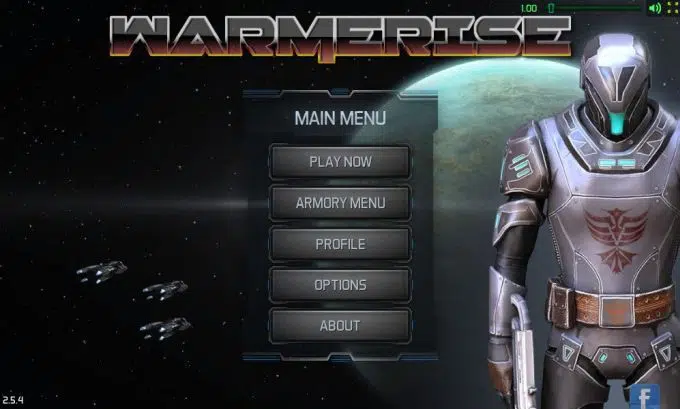 1.00
WARMERISE
MAIN MENU
PLAY NOW
ARMORY MENU
PROFILE
OPTIONS
ABOUT
2.5.4
f